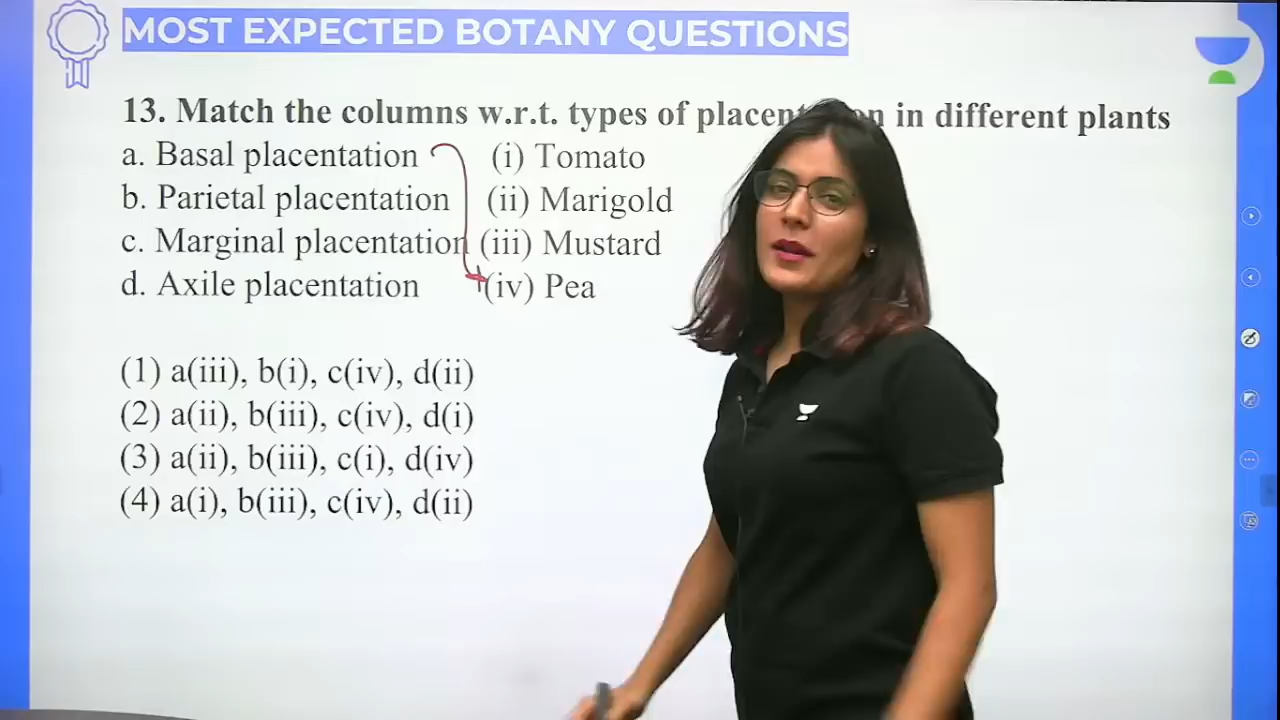 MOST EXPECTED BOTANY QUESTIONS
13. Match the columns w.r.t. types of in different plants
a. Basal placentation (i) Tomato
b. Parietal placentation (ii) Marigold
c. Marginal placentation (iii) Mustard
d. Axile placentation (iv) Pea
(1) a(iii), b(i), c(iv), d(ii)
(2) a(ii), b(iii), c(iv), d(i)
(3) a(ii), b(iii), c(i), d(iv)
(4) a(i), b(iii), c(iv), d(ii)